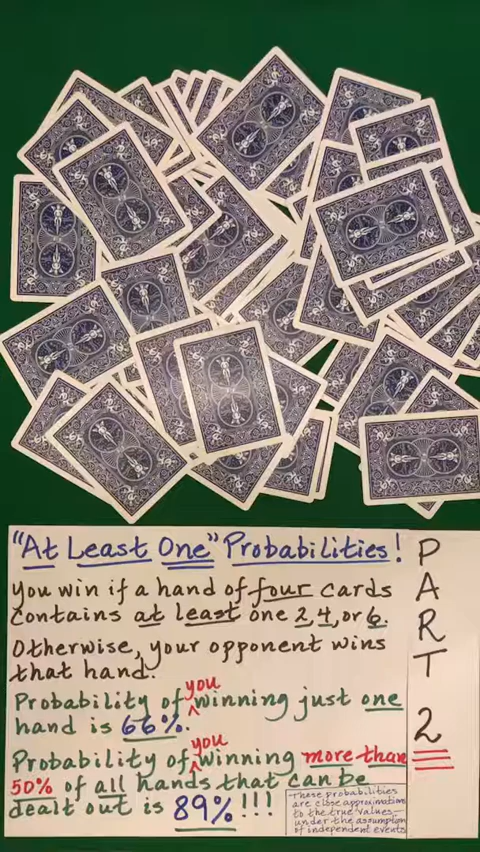 "At Least One" Probabilities!
you win if a hand of four cards
contains at least one 2, 4, or 6.
Otherwise, your opponent wins
that hand.
Probability of you winning just one
hand is 66%.
Probability of you winning more than
50% of all hands that can be
dealt out is 89%!!!
These probabilities
are close approximations
to the true values—
under the assumption
of independent events
PART 2